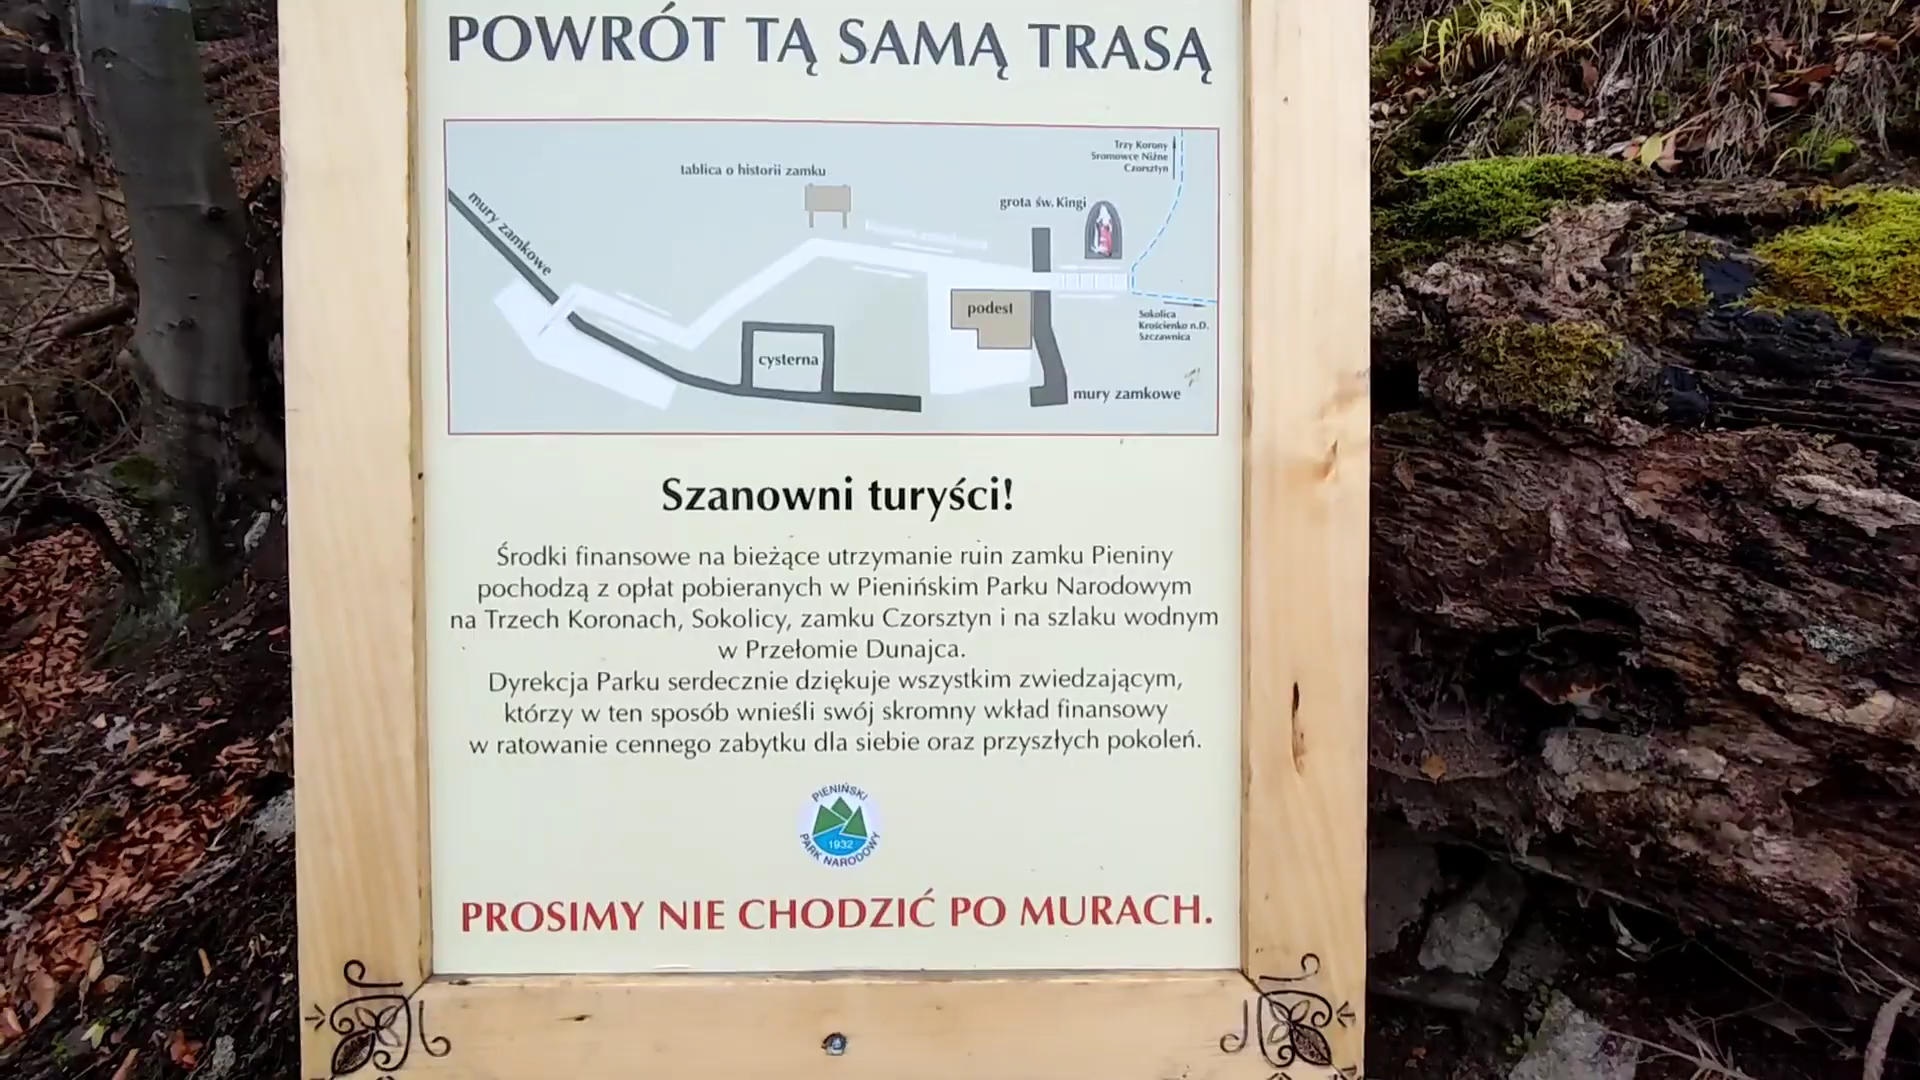 POWRÓT TĄ SAMĄ TRASĄ
Trzy Korony
Sromowce Niżne
Czorsztyn
tablica o historii zamku
mury zamkowe
grota św. Kingi
podest
Sokolica
Krościenko n.D.
Szczawnica
cysterna
mury zamkowe
Szanowni turyści!
Środki finansowe na bieżące utrzymanie ruin zamku Pieniny
pochodzą z opłat pobieranych w Pienińskim Parku Narodowym
na Trzech Koronach, Sokolicy, zamku Czorsztyn i na szlaku wodnym
w Przełomie Dunajca.
Dyrekcja Parku serdecznie dziękuje wszystkim zwiedzającym,
którzy w ten sposób wnieśli swój skromny wkład finansowy
w ratowanie cennego zabytku dla siebie oraz przyszłych pokoleń.
PIENIŃSKI
1932
PARK NARODOWY
PROSIMY NIE CHODZIĆ PO MURACH.